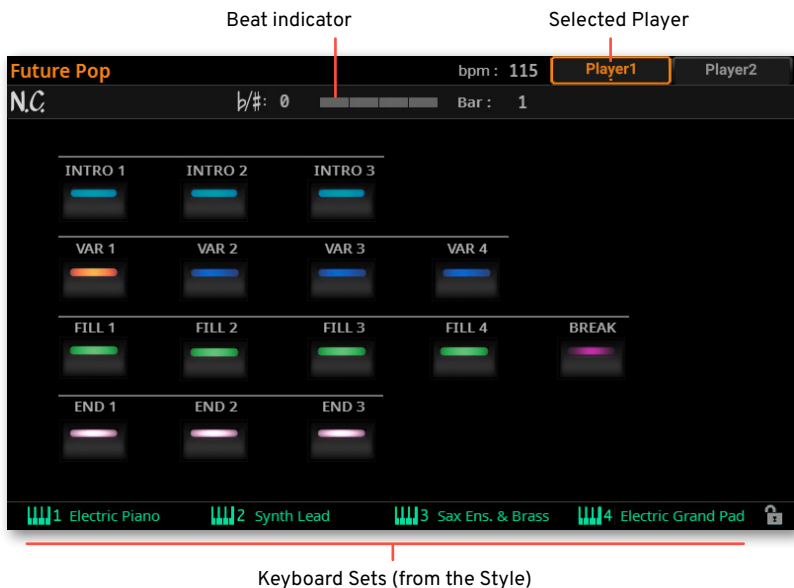 Beat indicator Selected Player
Future Pop bpm: 115 Player1 Player2
N.C. b/#: 0 Bar: 1
INTRO 1 INTRO 2 INTRO 3
VAR 1 VAR 2 VAR 3 VAR 4
FILL 1 FILL 2 FILL 3 FILL 4 BREAK
END 1 END 2 END 3
1 Electric Piano 2 Synth Lead 3 Sax Ens. & Brass 4 Electric Grand Pad
Keyboard Sets (from the Style)